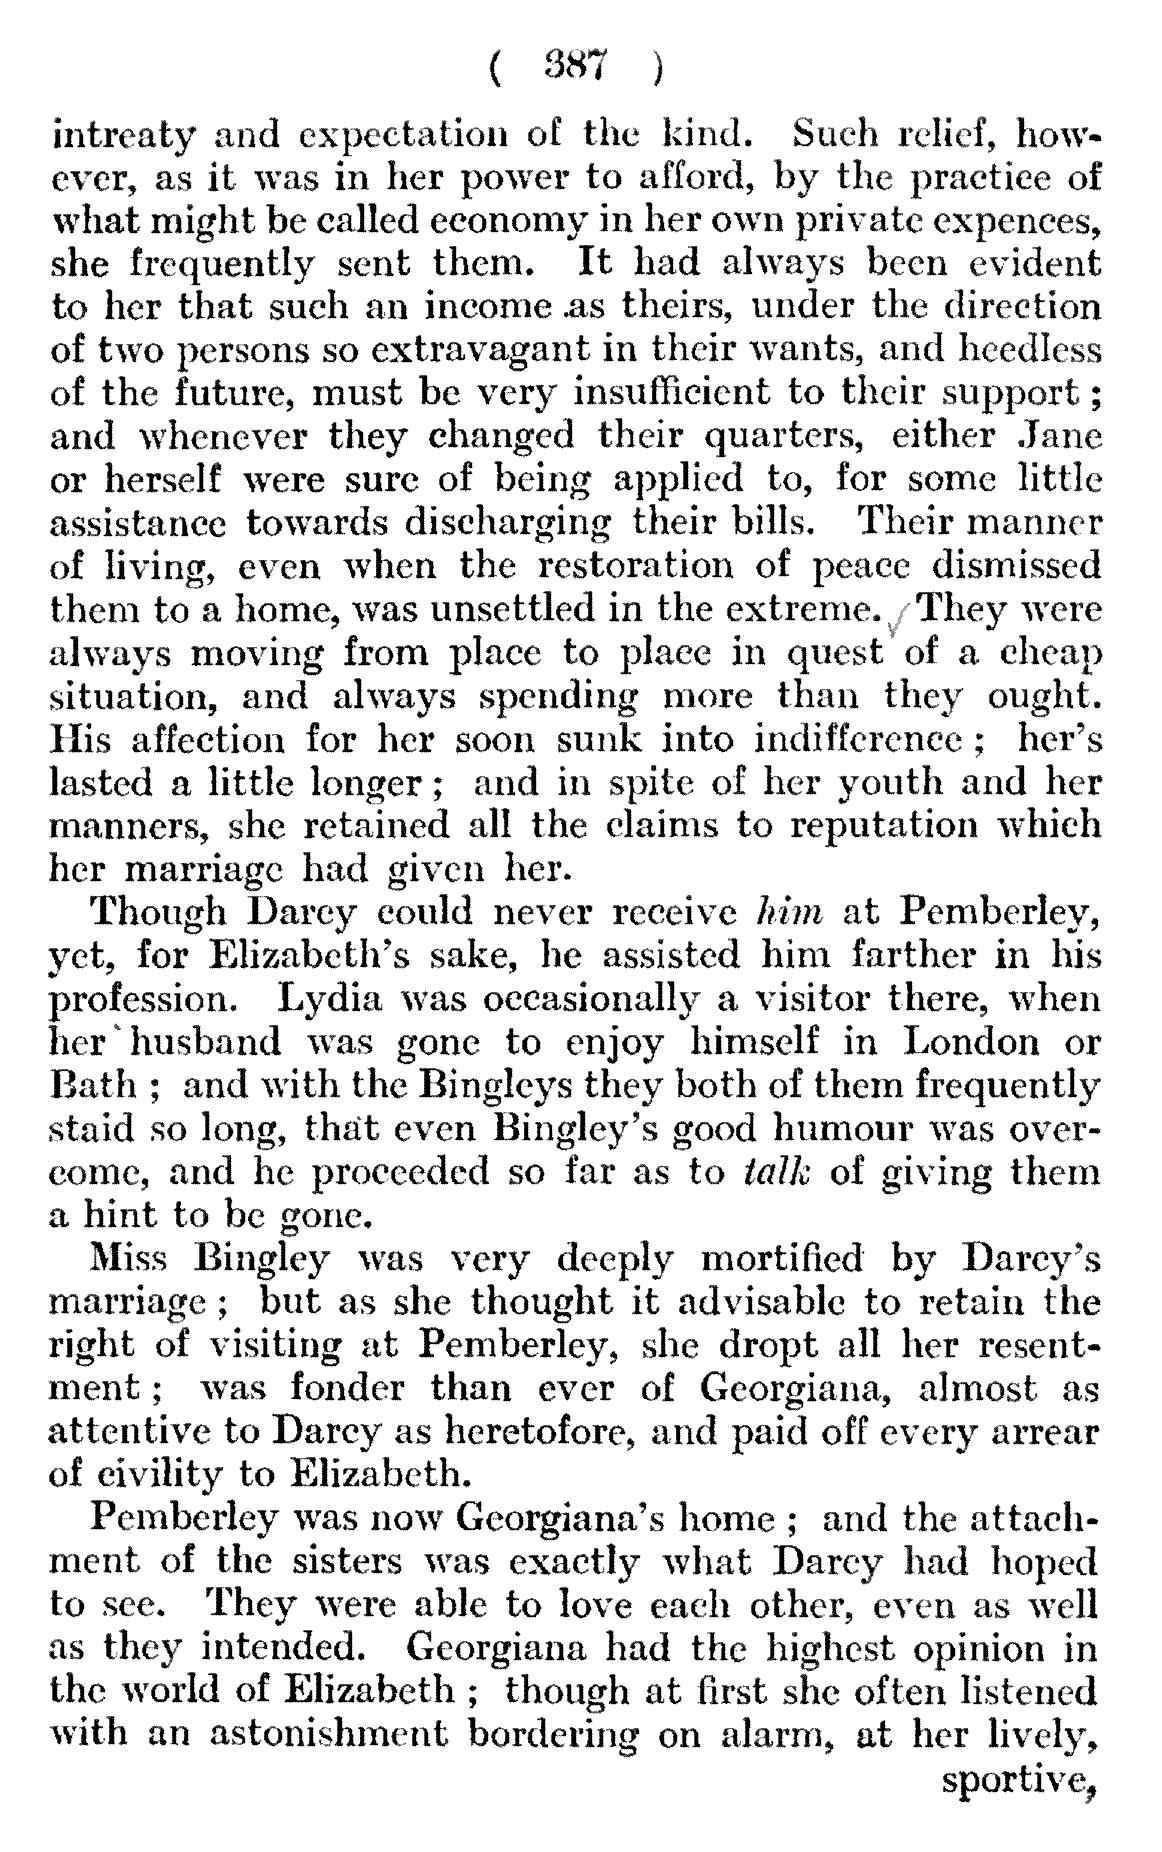 ( 387 )
intreaty and expectation of the kind. Such relief, how-
ever, as it was in her power to afford, by the practice of
what might be called economy in her own private expences,
she frequently sent them. It had always been evident
to her that such an income as theirs, under the direction
of two persons so extravagant in their wants, and heedless
of the future, must be very insufficient to their support ;
and whenever they changed their quarters, either Jane
or herself were sure of being applied to, for some little
assistance towards discharging their bills. Their manner
of living, even when the restoration of peace dismissed
them to a home, was unsettled in the extreme. They were
always moving from place to place in quest of a cheap
situation, and always spending more than they ought.
His affection for her soon sunk into indifference ; her's
lasted a little longer ; and in spite of her youth and her
manners, she retained all the claims to reputation which
her marriage had given her.
Though Darcy could never receive him at Pemberley,
yet, for Elizabeth's sake, he assisted him farther in his
profession. Lydia was occasionally a visitor there, when
her husband was gone to enjoy himself in London or
Bath ; and with the Bingleys they both of them frequently
staid so long, that even Bingley's good humour was over-
come, and he proceeded so far as to talk of giving them
a hint to be gone.
Miss Bingley was very deeply mortified by Darcy's
marriage ; but as she thought it advisable to retain the
right of visiting at Pemberley, she dropt all her resent-
ment ; was fonder than ever of Georgiana, almost as
attentive to Darcy as heretofore, and paid off every arrear
of civility to Elizabeth.
Pemberley was now Georgiana's home ; and the attach-
ment of the sisters was exactly what Darcy had hoped
to see. They were able to love each other, even as well
as they intended. Georgiana had the highest opinion in
the world of Elizabeth ; though at first she often listened
with an astonishment bordering on alarm, at her lively,
sportive,